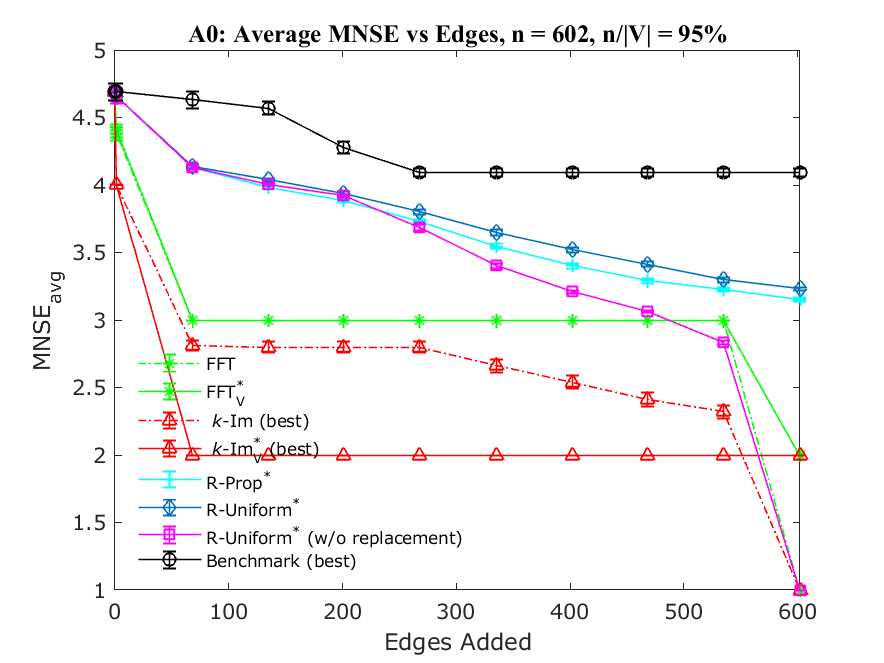 A0: Average MNSE vs Edges, n = 602, n/|V| = 95%
5
4.5
4
3.5
3
2.5
2
1.5
1
MNSE_avg
FFT
FFT*_V
k-Im (best)
k-Im*_V (best)
R-Prop*
R-Uniform*
R-Uniform* (w/o replacement)
Benchmark (best)
0 100 200 300 400 500 600
Edges Added